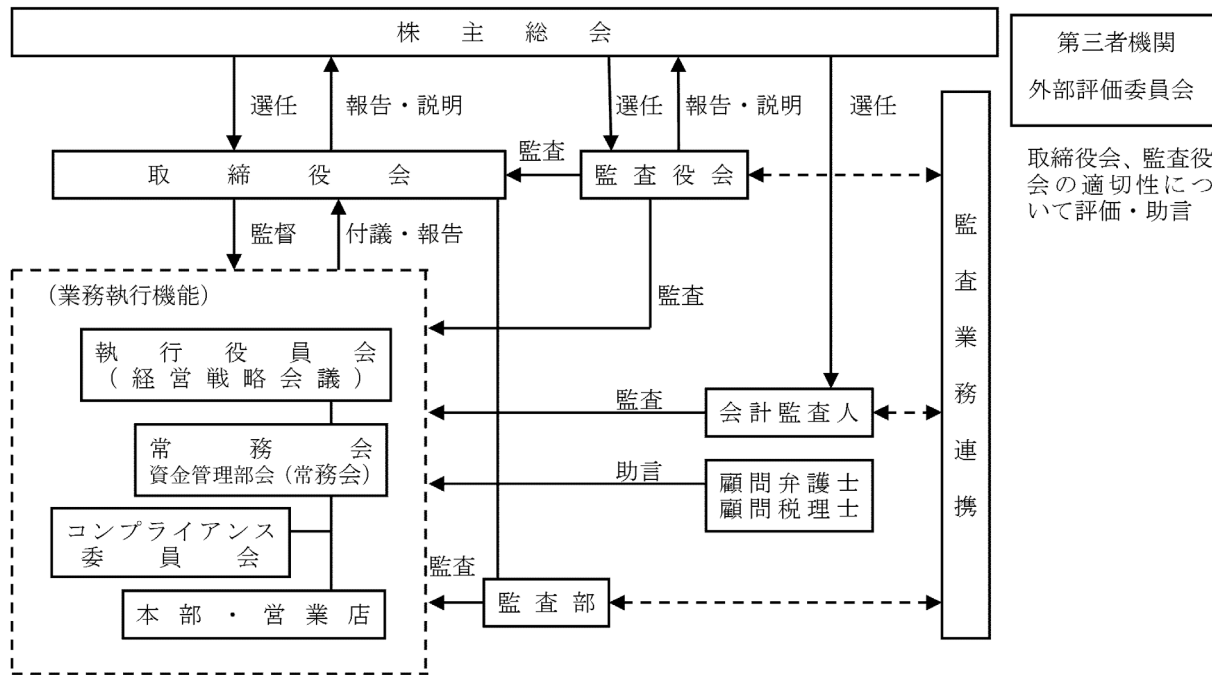 株主総会
第三者機関
外部評価委員会
選任
報告・説明
選任
報告・説明
選任
取締役会
監査
監査役会
取締役会、監査役
会の適切性につ
いて評価・助言
監督
付議・報告
監査業務連携
（業務執行機能）
監査
執行役員会
（経営戦略会議）
監査
会計監査人
常務会
資金管理部会（常務会）
助言
顧問弁護士
顧問税理士
コンプライアンス
委員会
監査
監査部
本部・営業店